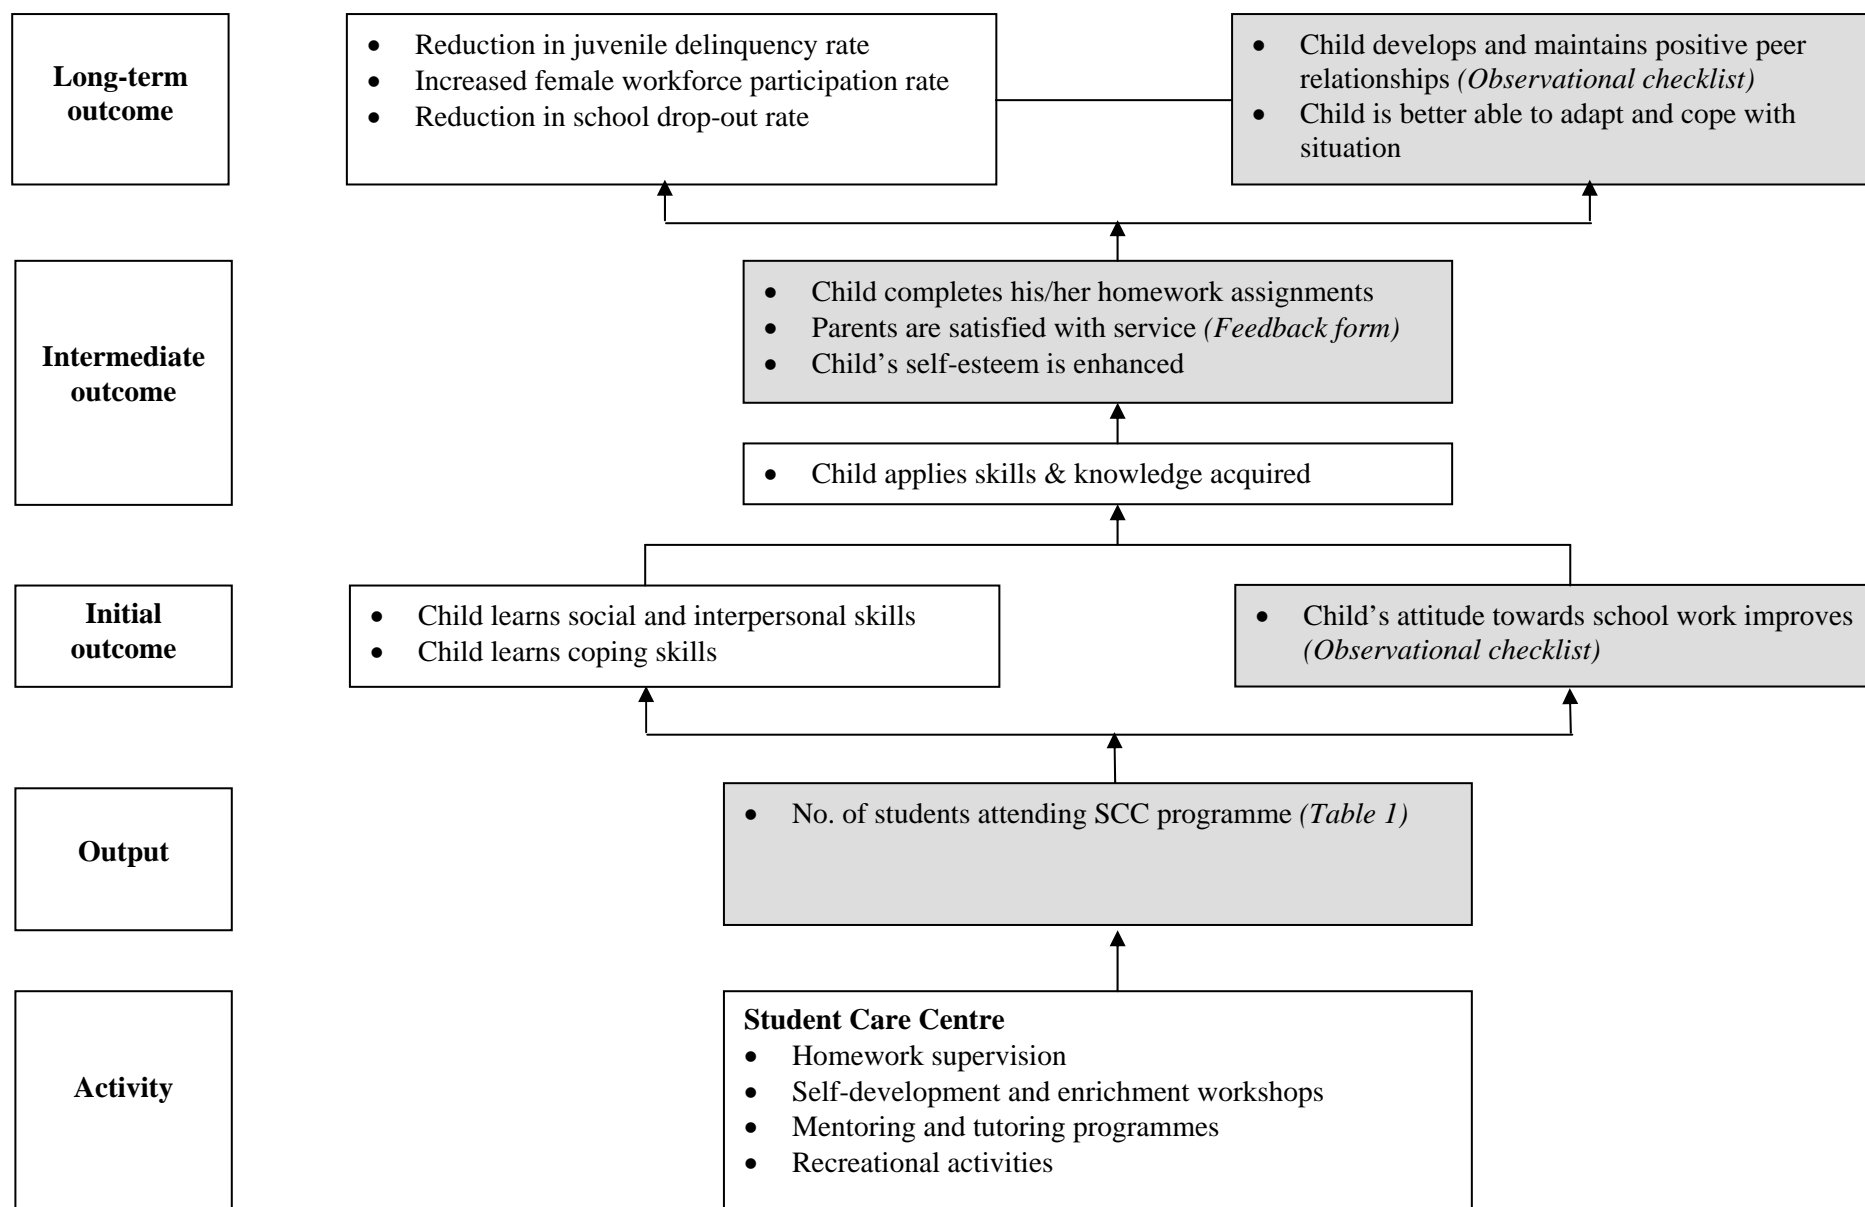 Long-term
outcome
• Reduction in juvenile delinquency rate
• Increased female workforce participation rate
• Reduction in school drop-out rate
• Child develops and maintains positive peer
relationships (Observational checklist)
• Child is better able to adapt and cope with
situation
Intermediate
outcome
• Child completes his/her homework assignments
• Parents are satisfied with service (Feedback form)
• Child’s self-esteem is enhanced
• Child applies skills & knowledge acquired
Initial
outcome
• Child learns social and interpersonal skills
• Child learns coping skills
• Child’s attitude towards school work improves
(Observational checklist)
Output
• No. of students attending SCC programme (Table 1)
Activity
Student Care Centre
• Homework supervision
• Self-development and enrichment workshops
• Mentoring and tutoring programmes
• Recreational activities